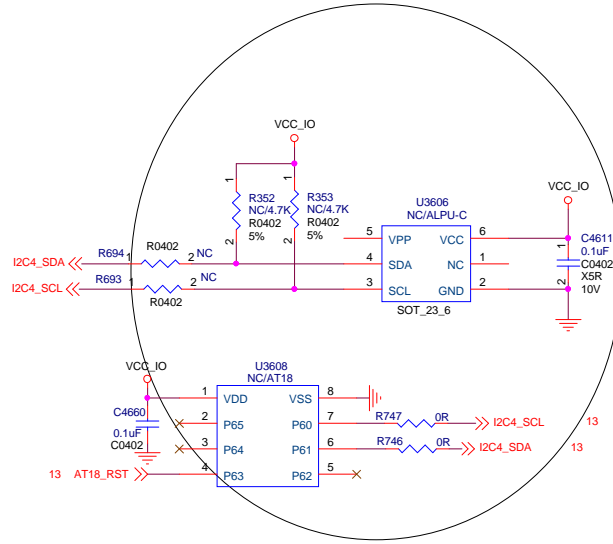 VCC_IO
1
1
R352
NC/4.7K
R0402
5%
2
R353
NC/4.7K
R0402
5%
2
U3606
NC/ALPU-C
VCC_IO
I2C4_SDA
R694
1
R0402
2
NC
I2C4_SCL
R693
1
R0402
2
NC
5
VPP
VCC
6
4
SDA
NC
1
3
SCL
GND
2
SOT_23_6
C4611
0.1uF
C0402
X5R
10V
1
2
VCC_IO
U3608
NC/AT18
C4660
0.1uF
C0402
1
VDD
VSS
8
2
P65
P60
7
3
P64
P61
6
4
P63
P62
5
R747
0R
I2C4_SCL
13
R746
0R
I2C4_SDA
13
13
AT18_RST